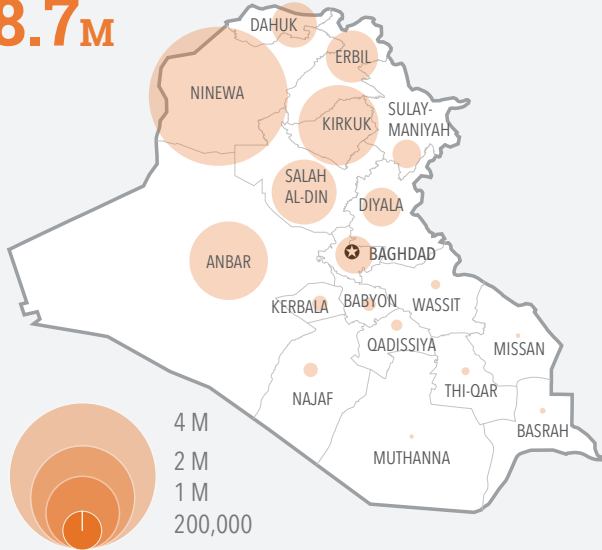 8.7M
DAHUK
ERBIL
NINEWA
SULAY-
MANIYAH
KIRKUK
SALAH
AL-DIN
DIYALA
BAGHDAD
ANBAR
KERBALA
BABYON
WASSIT
QADISSIYA
MISSAN
NAJAF
THI-QAR
BASRAH
MUTHANNA
4 M
2 M
1 M
200,000